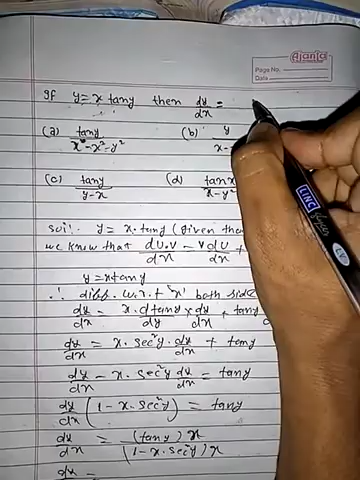 Ajanta
Page No.
Date
If y = x tany then dy/dx =
(a) tany / x - x² - y² (b) y / x -
(c) tany / y - x (d) tanx / x - y²
sol:. y = x. tany (given tha
we know that du.v / dx = v du / dx +
y = x tany
∴ diff. w.r.t 'x' both side
dy/dx = x. d tany / dy × dy/dx + tany
dy/dx = x. sec²y. dy/dx + tany
dy/dx - x. sec²y dy/dx = tany
dy/dx (1 - x. sec²y) = tany
dy/dx = (tany) x / (1 - x. sec²y) x
dy/dx =
LINC